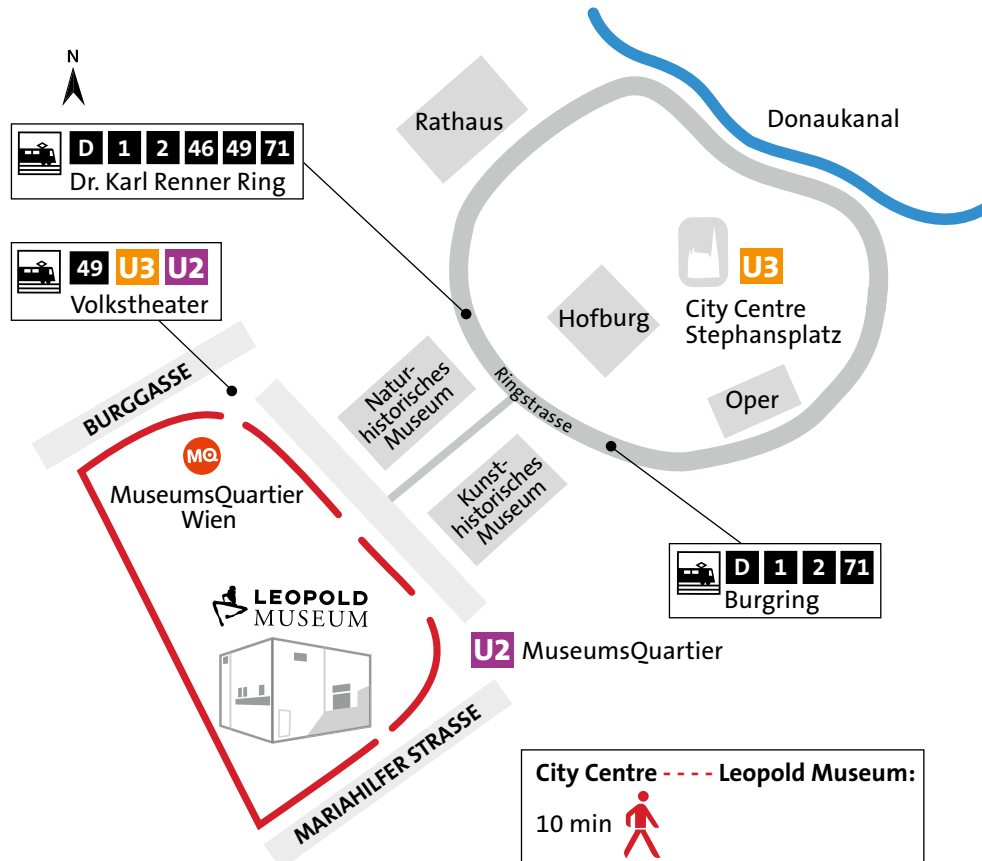 N
D 1 2 46 49 71
Dr. Karl Renner Ring
49 U3 U2
Volkstheater
Rathaus
Donaukanal
U3
City Centre
Stephansplatz
Hofburg
Oper
Ringstrasse
Natur-
historisches
Museum
Kunst-
historisches
Museum
BURGGASSE
MQ
MuseumsQuartier
Wien
LEOPOLD
MUSEUM
D 1 2 71
Burgring
U2 MuseumsQuartier
MARIAHILFER STRASSE
City Centre - - - - Leopold Museum:
10 min